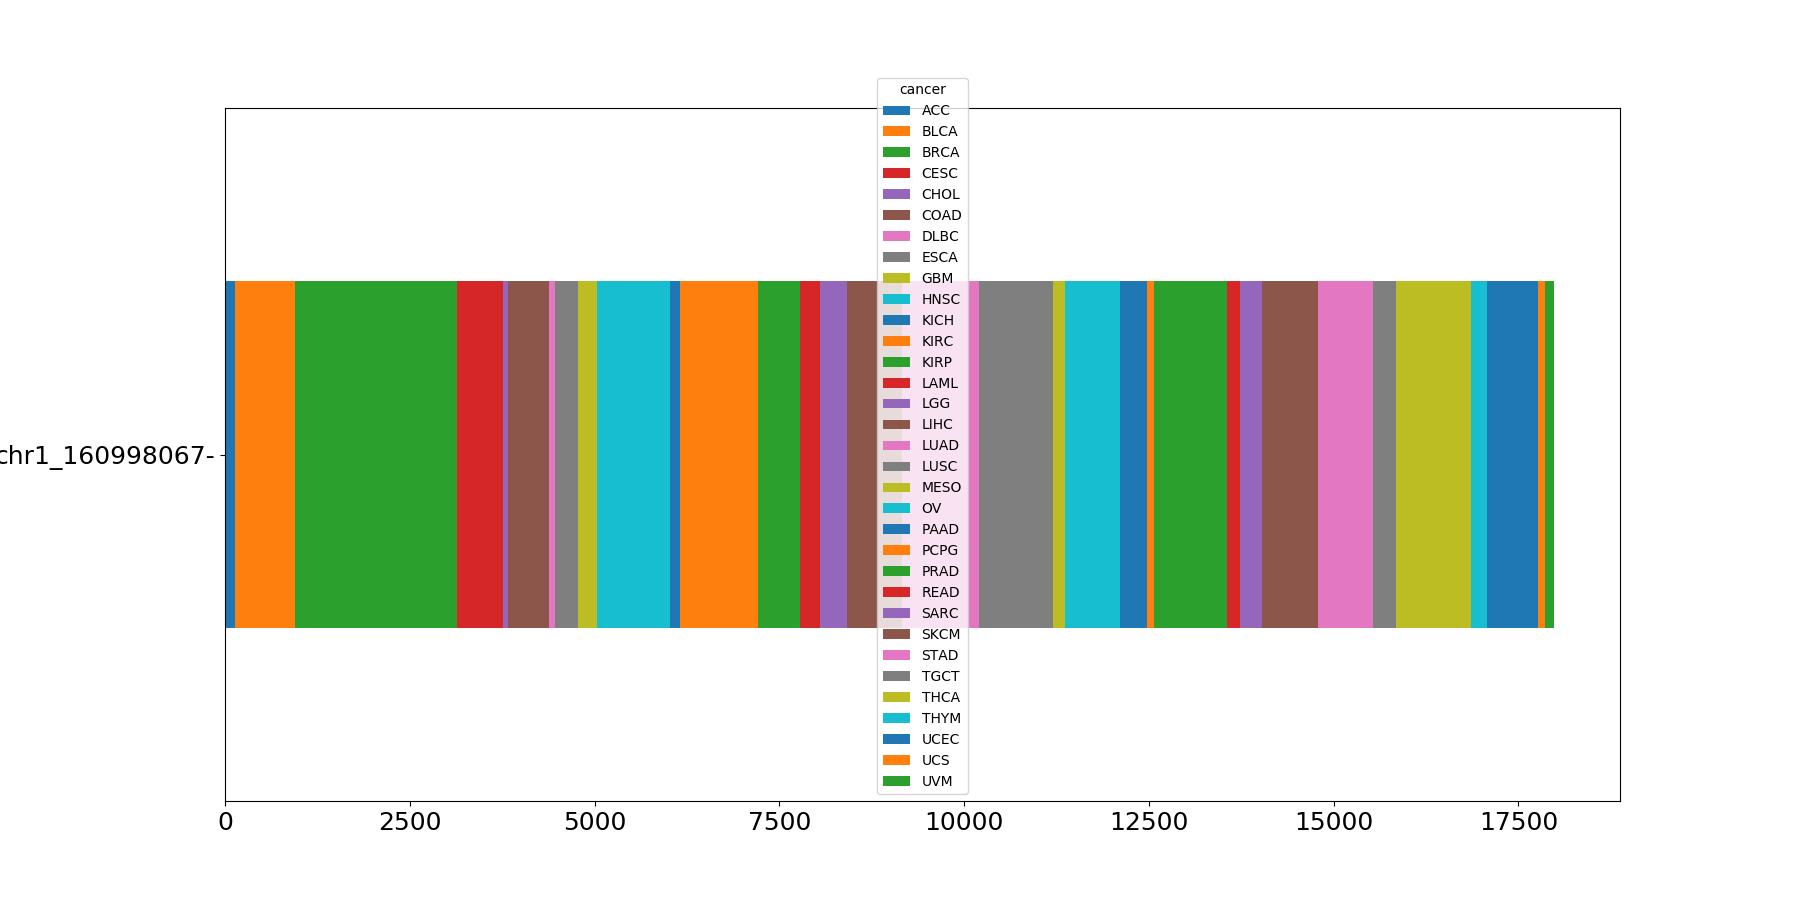 cancer
ACC
BLCA
BRCA
CESC
CHOL
COAD
DLBC
ESCA
GBM
HNSC
KICH
KIRC
KIRP
LAML
LGG
LIHC
LUAD
LUSC
MESO
OV
PAAD
PCPG
PRAD
READ
SARC
SKCM
STAD
TGCT
THCA
THYM
UCEC
UCS
UVM
chr1_160998067-
0 2500 5000 7500 10000 12500 15000 17500